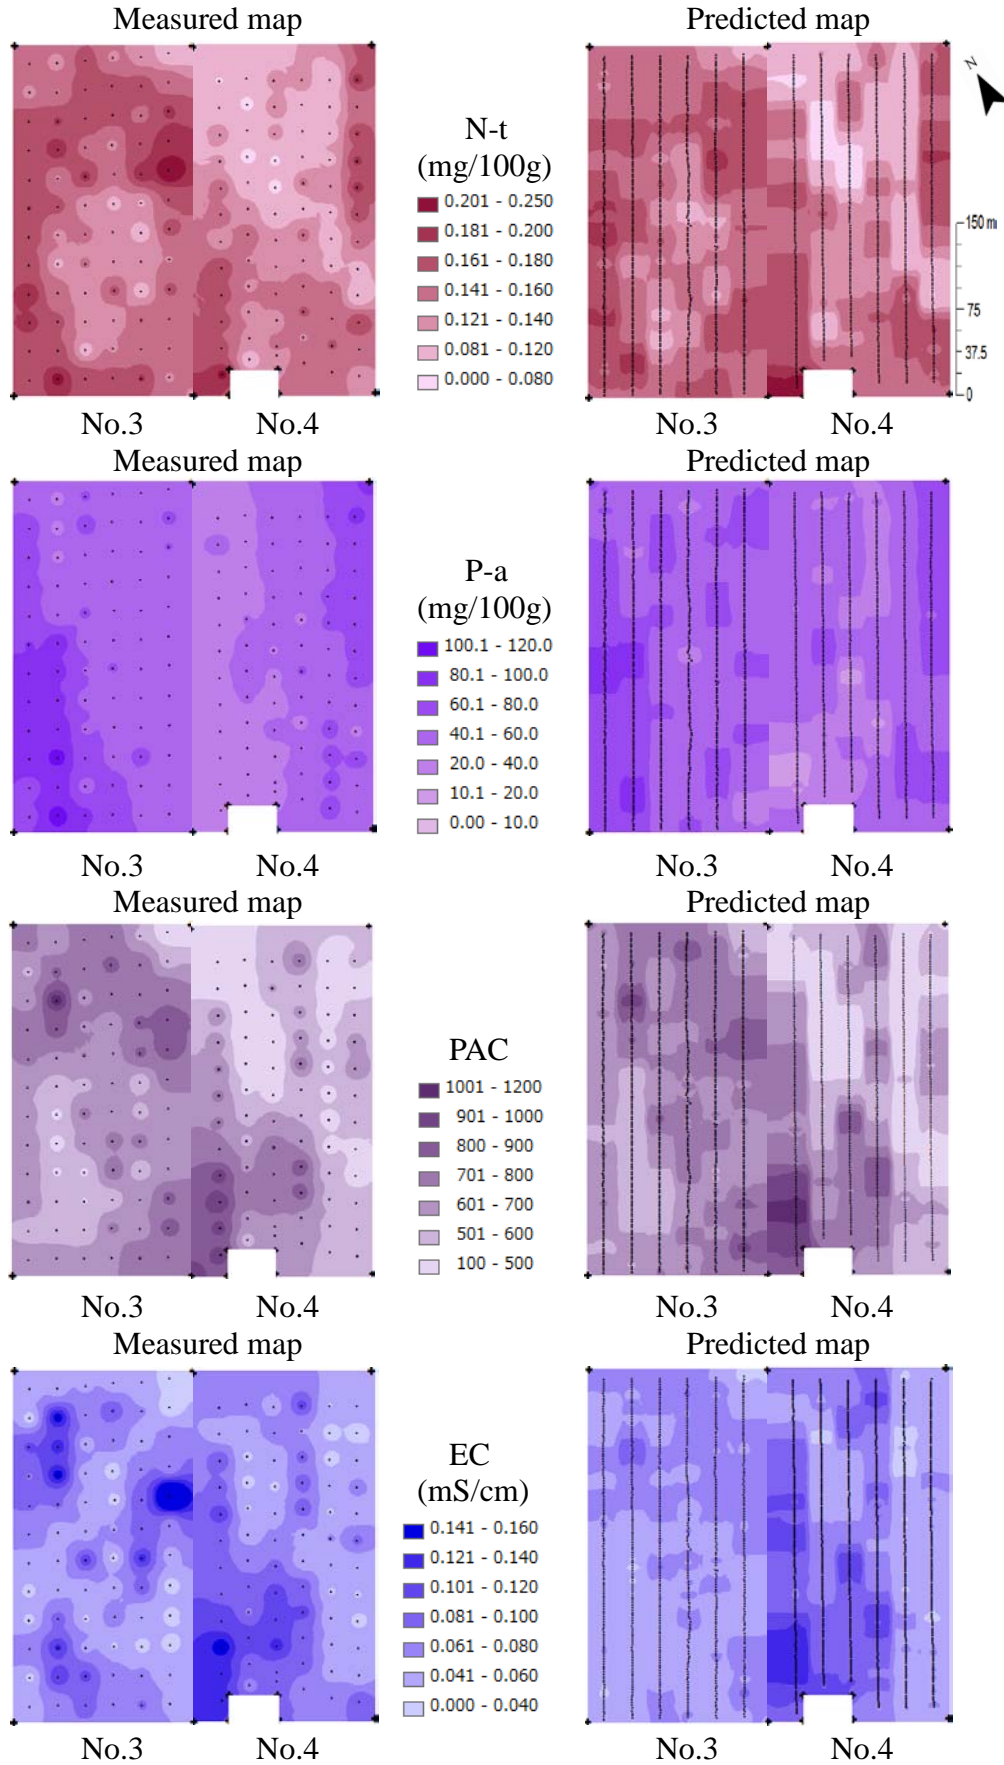 Measured map
Predicted map
N
N-t
(mg/100g)
0.201 - 0.250
0.181 - 0.200
0.161 - 0.180
0.141 - 0.160
0.121 - 0.140
0.081 - 0.120
0.000 - 0.080
150 m
75
37.5
0
No.3
No.4
No.3
No.4
Measured map
Predicted map
P-a
(mg/100g)
100.1 - 120.0
80.1 - 100.0
60.1 - 80.0
40.1 - 60.0
20.0 - 40.0
10.1 - 20.0
0.00 - 10.0
No.3
No.4
No.3
No.4
Measured map
Predicted map
PAC
1001 - 1200
901 - 1000
800 - 900
701 - 800
601 - 700
501 - 600
100 - 500
No.3
No.4
No.3
No.4
Measured map
Predicted map
EC
(mS/cm)
0.141 - 0.160
0.121 - 0.140
0.101 - 0.120
0.081 - 0.100
0.061 - 0.080
0.041 - 0.060
0.000 - 0.040
No.3
No.4
No.3
No.4